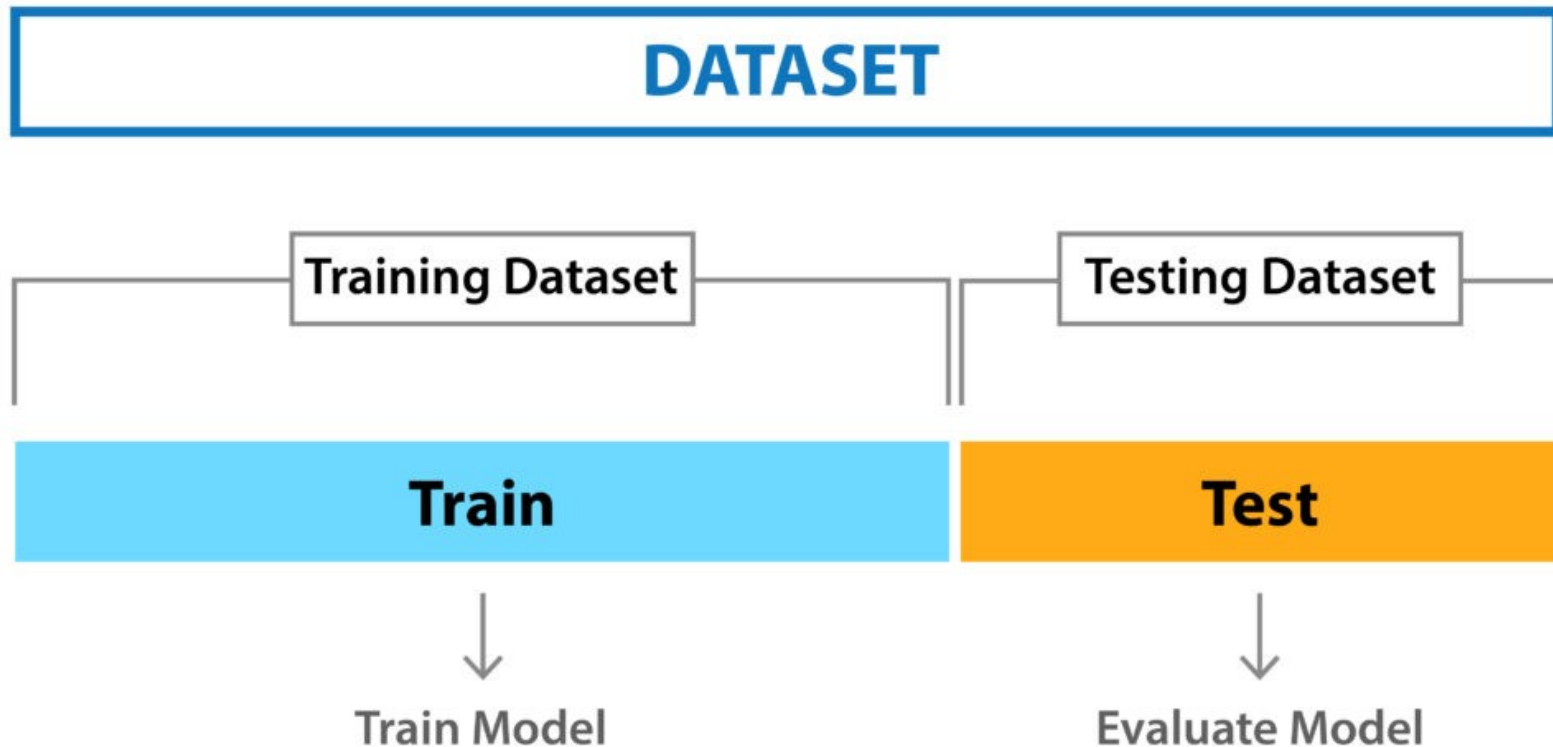 DATASET
Training Dataset
Testing Dataset
Train
Test
Train Model
Evaluate Model